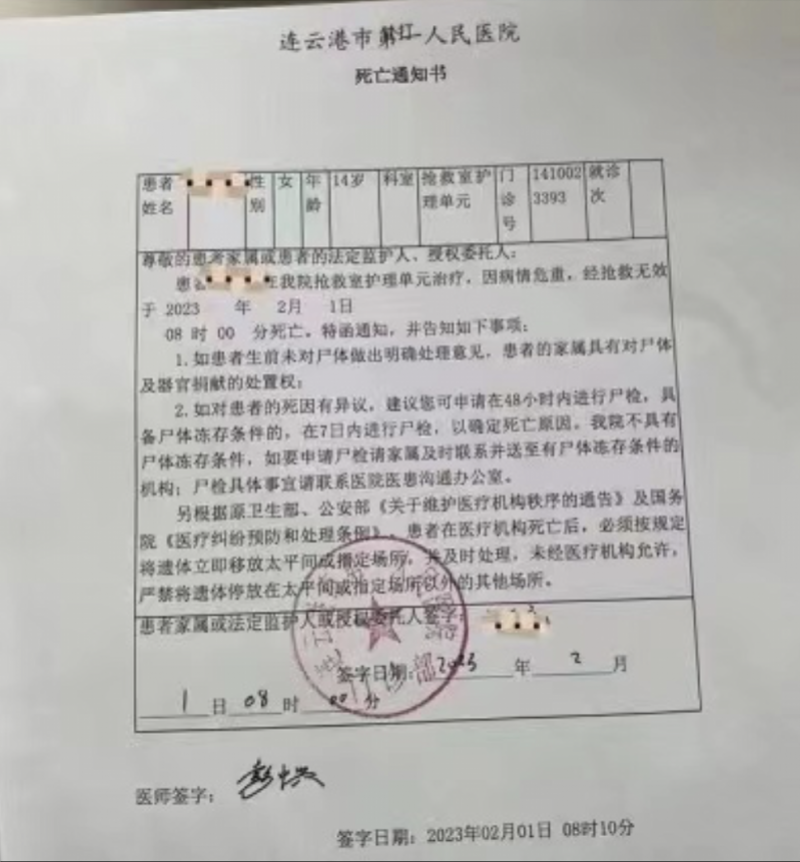 连云港市第一人民医院
死亡通知书
患者姓名 性别 女 年龄 14岁 科室 抢救室护理单元 门诊号 1410023393 就诊次
尊敬的患者家属或患者的法定监护人、授权委托人:
患者 在我院抢救室护理单元治疗，因病情危重，经抢救无效
于 2023 年 2月 1日
08 时 00 分死亡。特函通知，并告知如下事项:
1.如患者生前未对尸体做出明确处理意见，患者的家属具有对尸体
及器官捐献的处置权;
2.如对患者的死因有异议，建议您可申请在48小时内进行尸检，具
备尸体冻存条件的，在7日内进行尸检，以确定死亡原因。我院不具有
尸体冻存条件，如要申请尸检请家属及时联系并送至有尸体冻存条件的
机构; 尸检具体事宜请联系医院医患沟通办公室。
另根据源卫生部、公安部《关于维护医疗机构秩序的通告》及国务
院《医疗纠纷预防和处理条例》，患者在医疗机构死亡后，必须按规定
将遗体立即移放太平间或指定场所，并及时处理，未经医疗机构允许，
严禁将遗体停放在太平间或指定场所以外的其他场所。
患者家属或法定监护人或授权委托人签字:
签字日期: 2023 年 2 月
1 日 08 时 00 分
医师签字:
签字日期: 2023年02月01日 08时10分